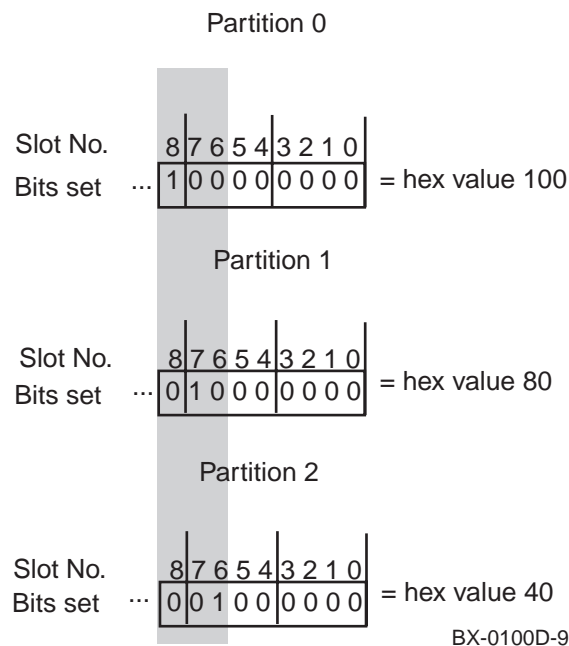 Partition 0
Slot No. 8 7 6 5 4 3 2 1 0
Bits set ... 1 0 0 0 0 0 0 0 0 = hex value 100
Partition 1
Slot No. 8 7 6 5 4 3 2 1 0
Bits set ... 0 1 0 0 0 0 0 0 0 = hex value 80
Partition 2
Slot No. 8 7 6 5 4 3 2 1 0
Bits set ... 0 0 1 0 0 0 0 0 0 = hex value 40
BX-0100D-9